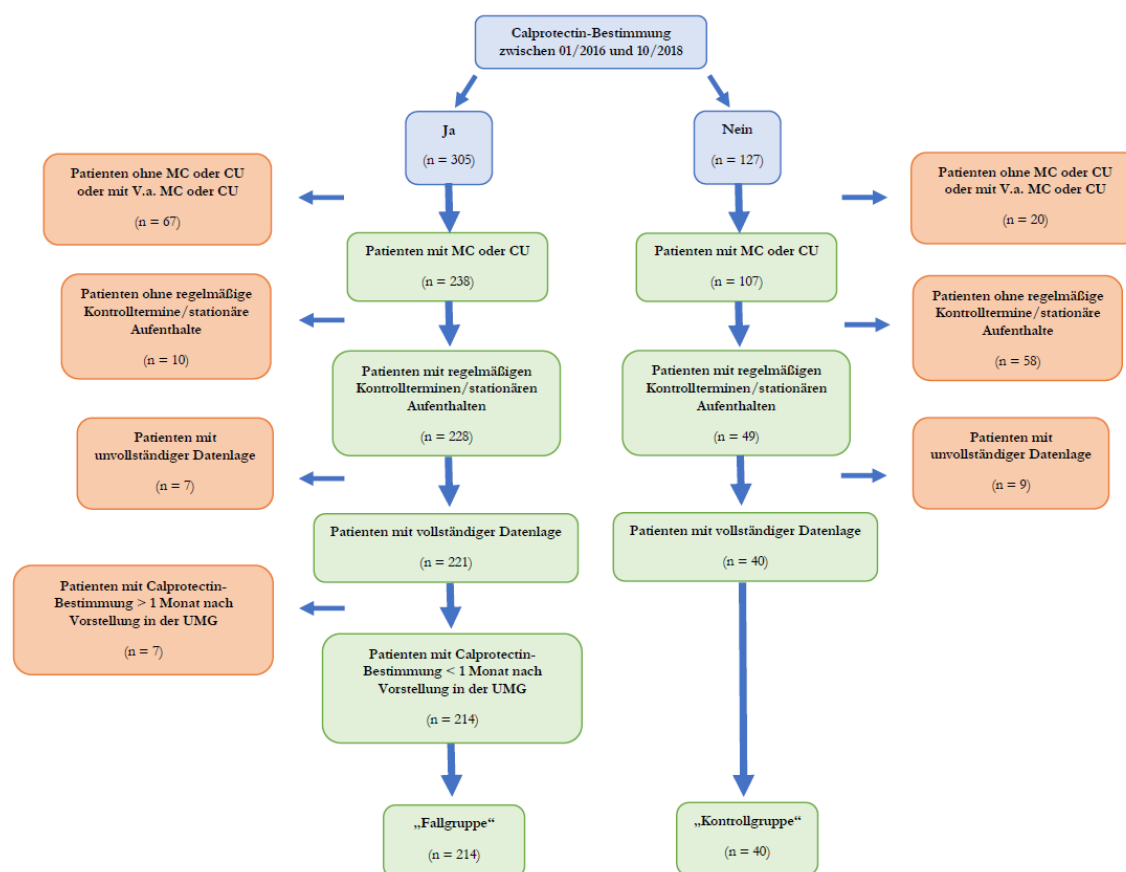 Calprotectin-Bestimmung
zwischen 01/2016 und 10/2018
Ja
(n = 305)
Nein
(n = 127)
Patienten ohne MC oder CU
oder mit V.a. MC oder CU
(n = 67)
Patienten ohne MC oder CU
oder mit V.a. MC oder CU
(n = 20)
Patienten mit MC oder CU
(n = 238)
Patienten mit MC oder CU
(n = 107)
Patienten ohne regelmäßige
Kontrolltermine/stationäre
Aufenthalte
(n = 10)
Patienten ohne regelmäßige
Kontrolltermine/stationäre
Aufenthalte
(n = 58)
Patienten mit regelmäßigen
Kontrollterminen/stationären
Aufenthalten
(n = 228)
Patienten mit regelmäßigen
Kontrollterminen/stationären
Aufenthalten
(n = 49)
Patienten mit
unvollständiger Datenlage
(n = 7)
Patienten mit
unvollständiger Datenlage
(n = 9)
Patienten mit vollständiger Datenlage
(n = 221)
Patienten mit vollständiger Datenlage
(n = 40)
Patienten mit Calprotectin-
Bestimmung > 1 Monat nach
Vorstellung in der UMG
(n = 7)
Patienten mit Calprotectin-
Bestimmung < 1 Monat nach
Vorstellung in der UMG
(n = 214)
„Fallgruppe“
(n = 214)
„Kontrollgruppe“
(n = 40)